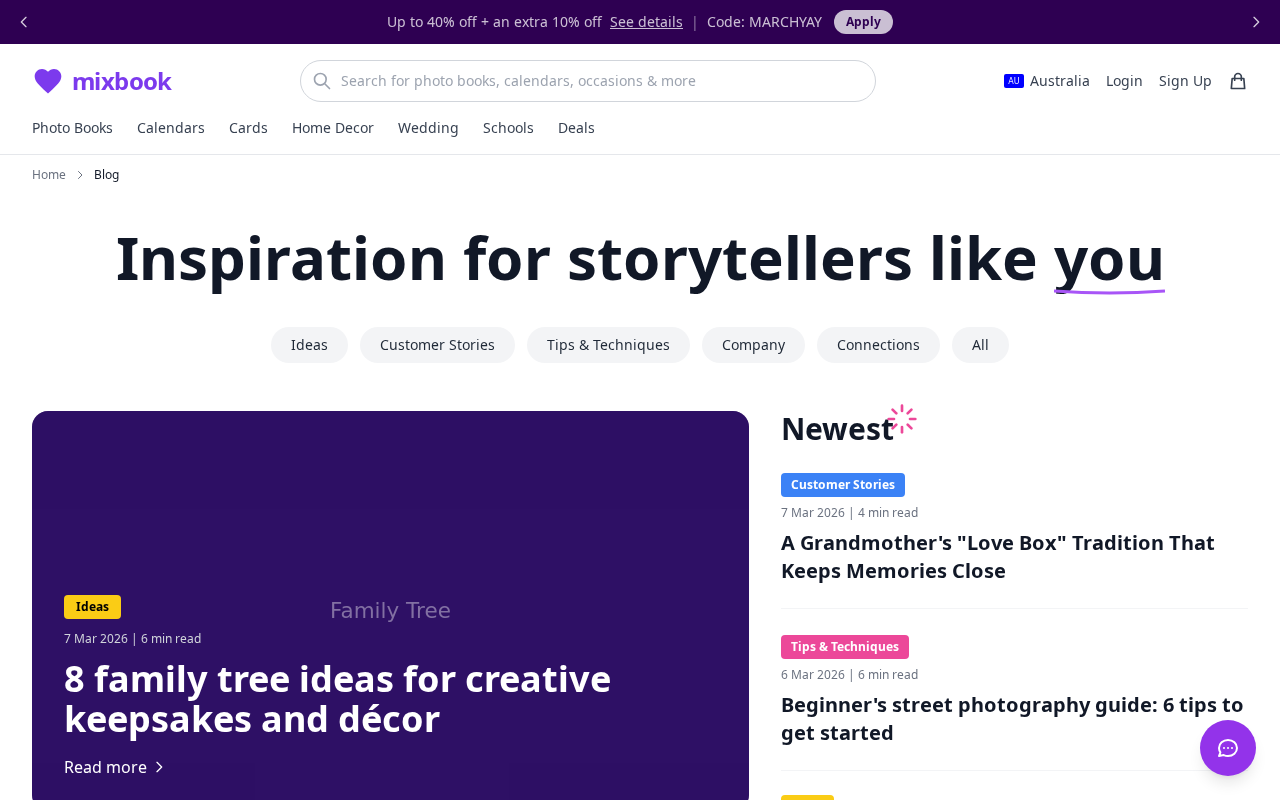 Up to 40% off + an extra 10% off See details | Code: MARCHYAY Apply
mixbook
Search for photo books, calendars, occasions & more
AU Australia Login Sign Up
Photo Books Calendars Cards Home Decor Wedding Schools Deals
Home Blog
Inspiration for storytellers like you
Ideas Customer Stories Tips & Techniques Company Connections All
Family Tree
Ideas
7 Mar 2026 | 6 min read
8 family tree ideas for creative
keepsakes and décor
Read more
Newest
Customer Stories
7 Mar 2026 | 4 min read
A Grandmother's "Love Box" Tradition That
Keeps Memories Close
Tips & Techniques
6 Mar 2026 | 6 min read
Beginner's street photography guide: 6 tips to
get started